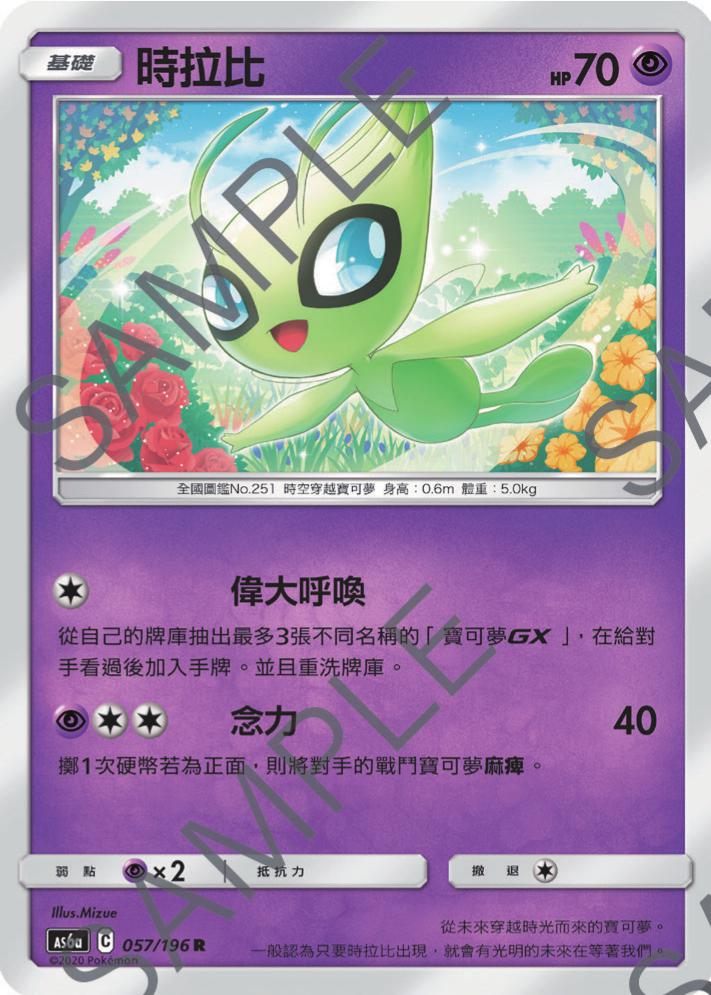 基礎 時拉比 HP70
全國圖鑑No.251 時空穿越寶可夢 身高：0.6m 體重：5.0kg
偉大呼喚
從自己的牌庫抽出最多3張不同名稱的「寶可夢GX」，在給對
手看過後加入手牌。並且重洗牌庫。
念力 40
擲1次硬幣若為正面，則將對手的戰鬥寶可夢麻痺。
弱點 ×2 抵抗力 撤退
Illus.Mizue
AS6a C 057/196 R
©2020 Pokémon
從未來穿越時光而來的寶可夢。
一般認為只要時拉比出現，就會有光明的未來在等著我們。
SAMPLE
SAMPLE
SA